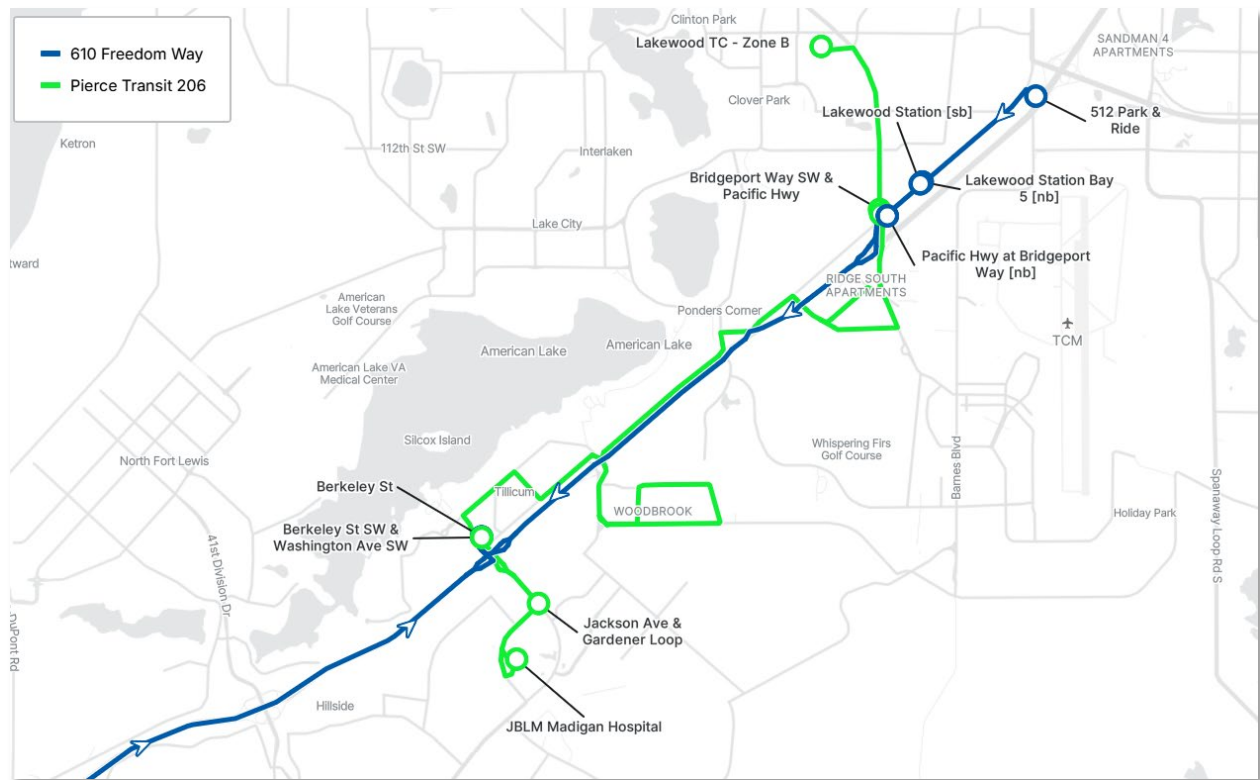 610 Freedom Way
Pierce Transit 206
Clinton Park
Lakewood TC - Zone B
SANDMAN 4
APARTMENTS
Clover Park
Lakewood Station [sb]
512 Park &
Ride
Ketron
112th St SW
Interlaken
Bridgeport Way SW &
Pacific Hwy
Lakewood Station Bay
5 [nb]
Lake City
tward
Pacific Hwy at Bridgeport
Way [nb]
RIDGE SOUTH
APARTMENTS
American
Lake Veterans
Golf Course
Ponders Corner
TCM
American Lake
American Lake
American Lake VA
Medical Center
Silcox Island
Whispering Firs
Golf Course
Barnes Blvd
North Fort Lewis
Berkeley St
Tillicum
WOODBROOK
Holiday Park
Spanaway Loop Rd S
Berkeley St SW &
Washington Ave SW
41st Division Dr
Jackson Ave &
Gardener Loop
DuPont Rd
Hillside
JBLM Madigan Hospital